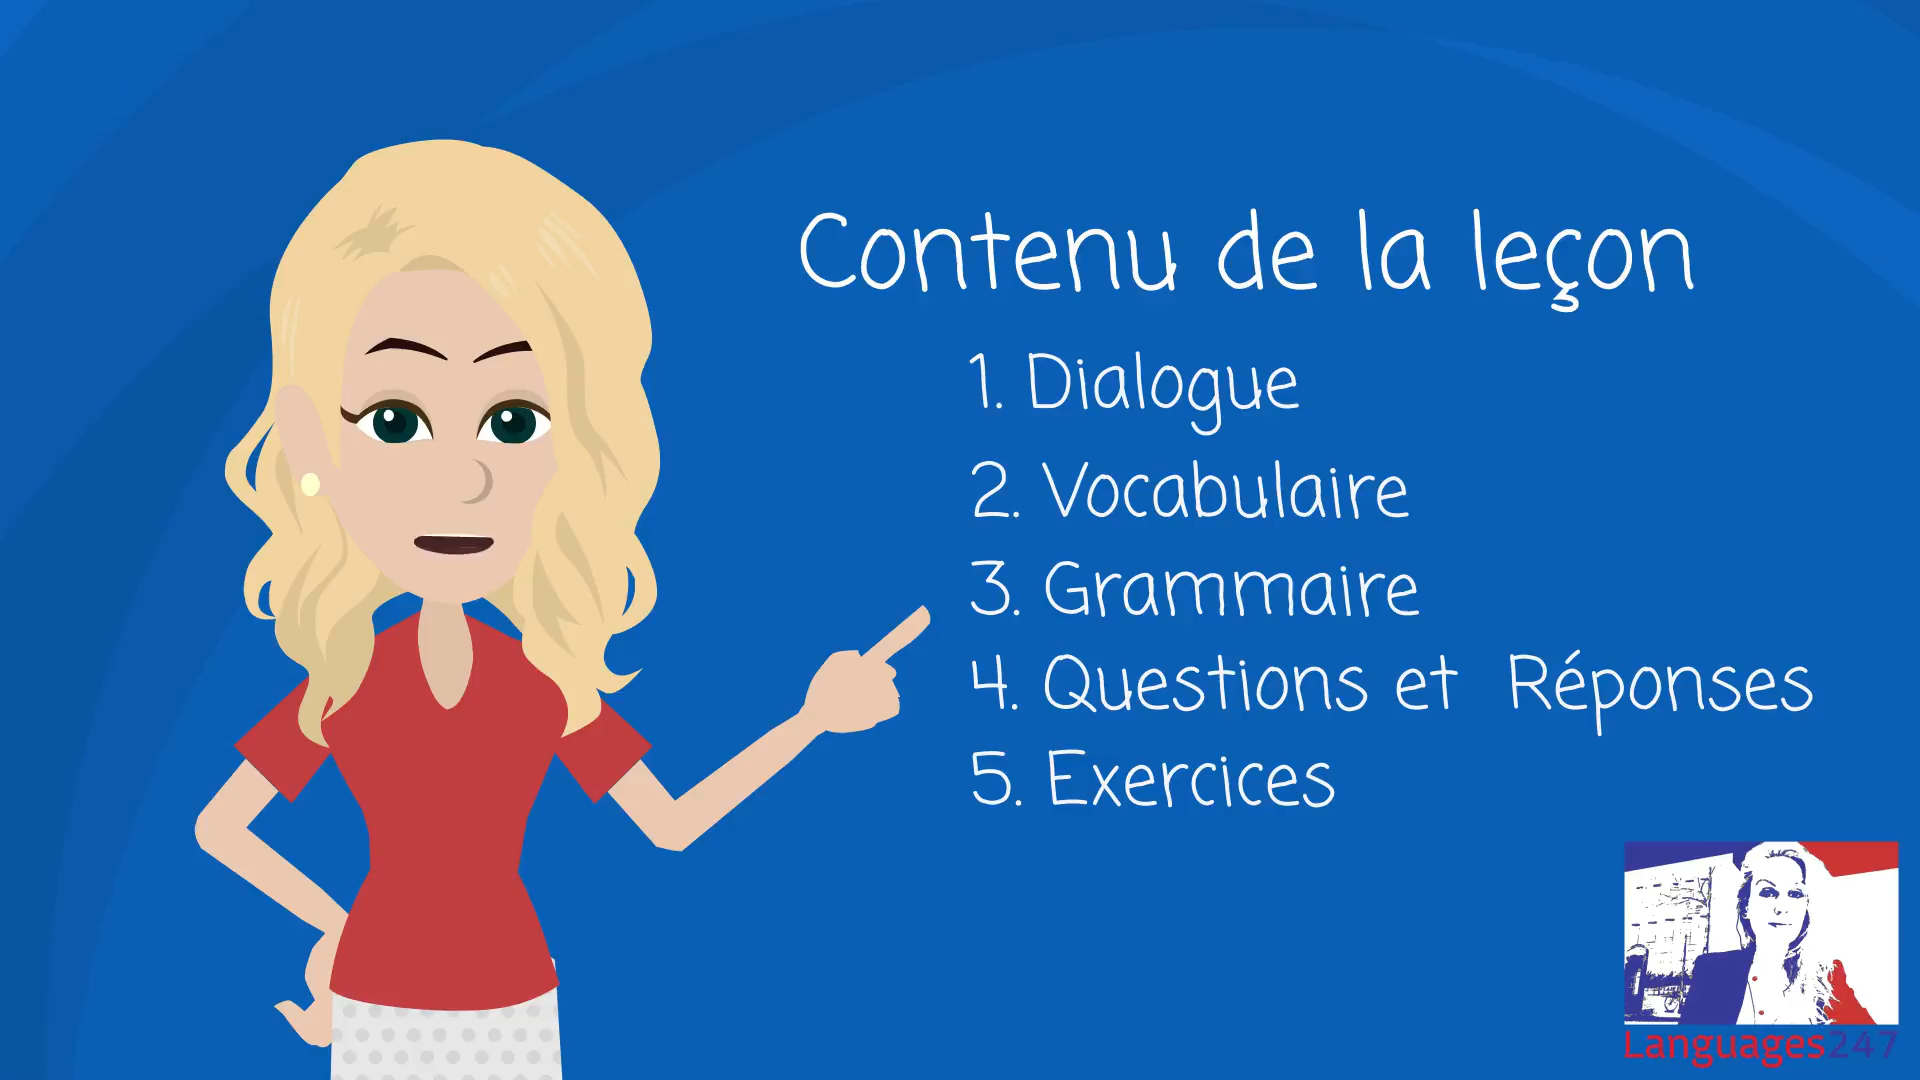 Contenu de la leçon
1. Dialogue
2. Vocabulaire
3. Grammaire
4. Questions et Réponses
5. Exercices
Languages247